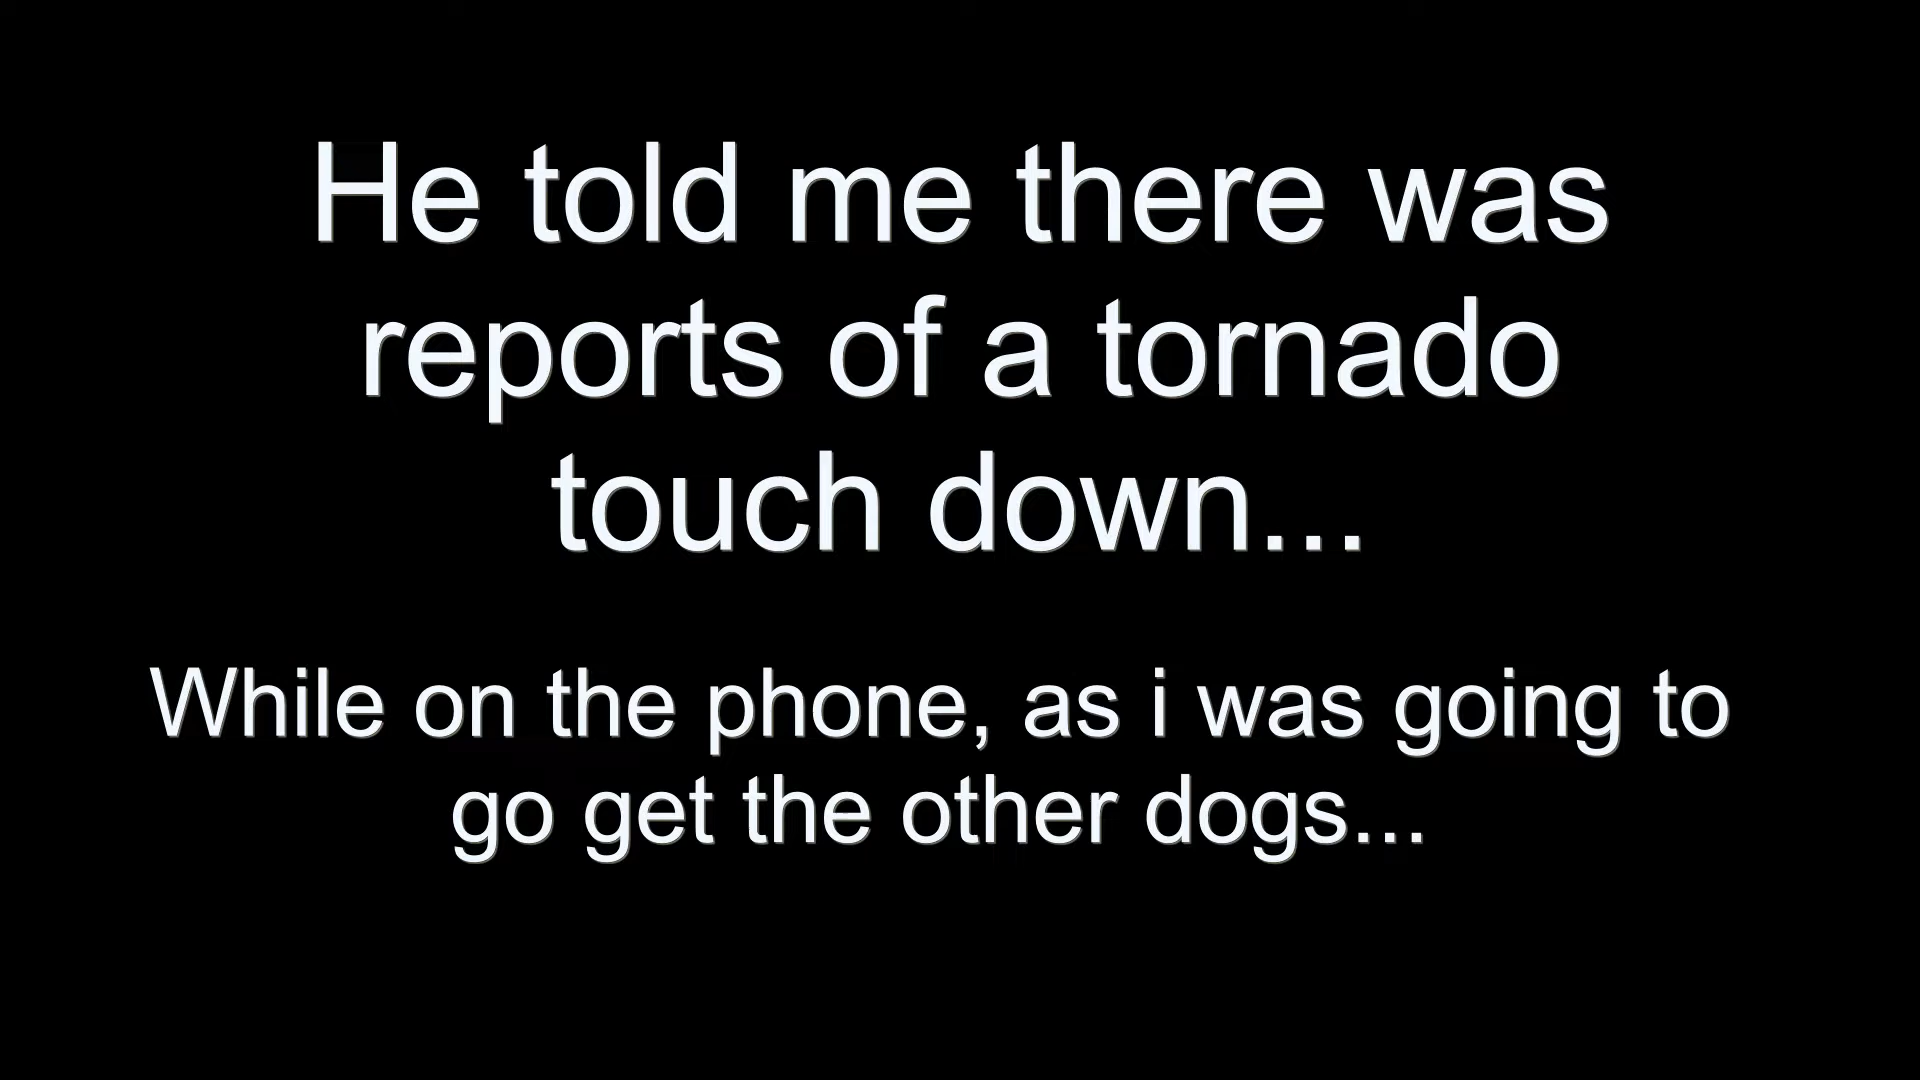 He told me there was
reports of a tornado
touch down...
While on the phone, as i was going to
go get the other dogs...